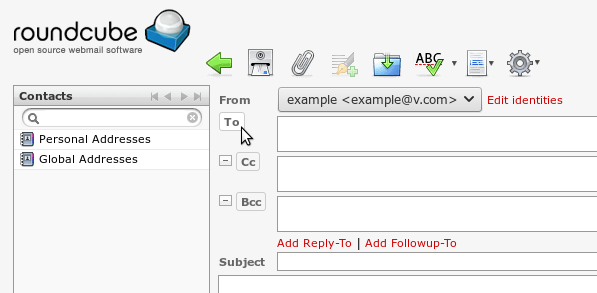 roundcube
open source webmail software
ABC
Contacts
From
example <example@v.com>
Edit identities
To
Personal Addresses
Cc
Global Addresses
Bcc
Add Reply-To | Add Followup-To
Subject